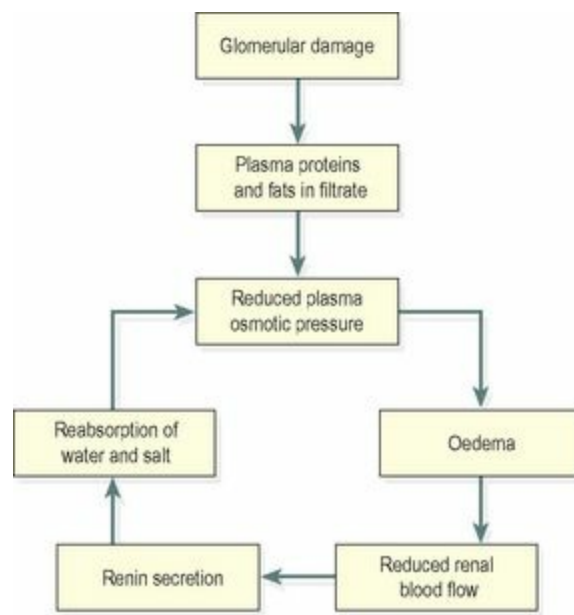 Glomerular damage
Plasma proteins
and fats in filtrate
Reduced plasma
osmotic pressure
Reabsorption of
water and salt
Oedema
Renin secretion
Reduced renal
blood flow